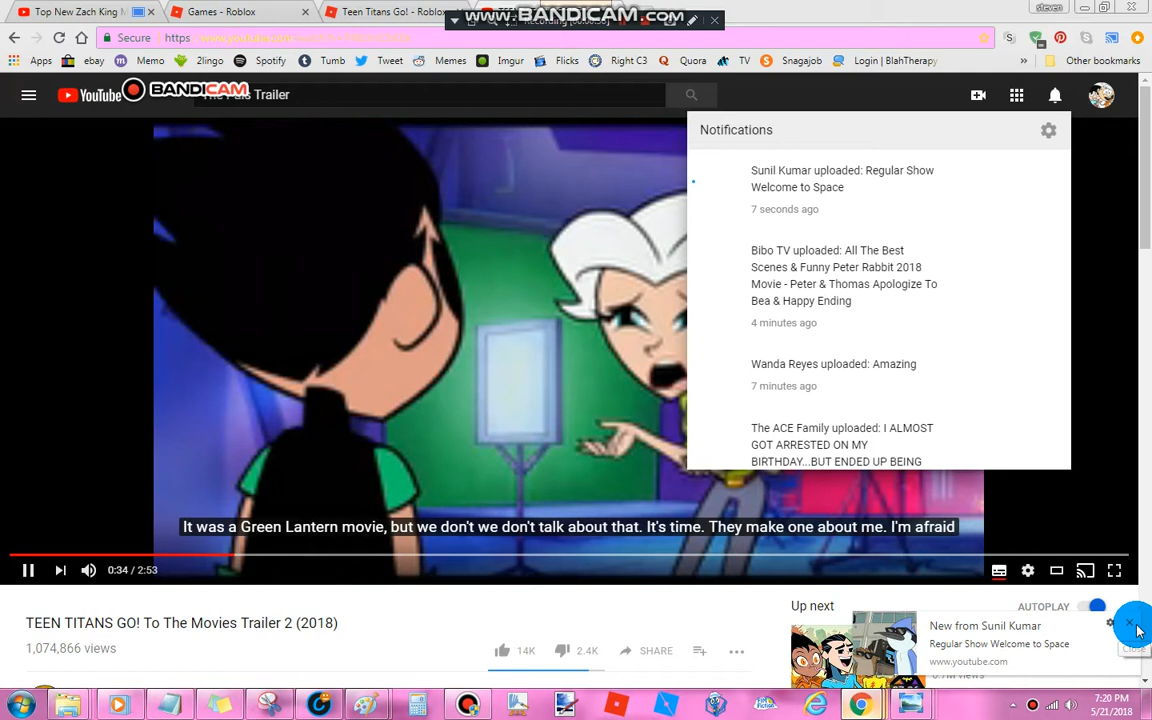 Top New Zach King M
Games - Roblox
Teen Titans Go! - Roblox
www.BANDICAM.com
steven
Secure
https
Apps
ebay
Memo
2lingo
Spotify
Tumb
Tweet
Memes
Imgur
Flicks
Right C3
Quora
TV
Snagajob
Login | BlahTherapy
»
Other bookmarks
YouTube
BANDICAM
Trailer
Notifications
Sunil Kumar uploaded: Regular Show
Welcome to Space
7 seconds ago
Bibo TV uploaded: All The Best
Scenes & Funny Peter Rabbit 2018
Movie - Peter & Thomas Apologize To
Bea & Happy Ending
4 minutes ago
Wanda Reyes uploaded: Amazing
7 minutes ago
The ACE Family uploaded: I ALMOST
GOT ARRESTED ON MY
BIRTHDAY...BUT ENDED UP BEING
It was a Green Lantern movie, but we don't we don't talk about that. It's time. They make one about me. I'm afraid
0:34 / 2:53
TEEN TITANS GO! To The Movies Trailer 2 (2018)
1,074,866 views
14K
2.4K
SHARE
Up next
AUTOPLAY
New from Sunil Kumar
Regular Show Welcome to Space
www.youtube.com
Close
7:20 PM
5/21/2018